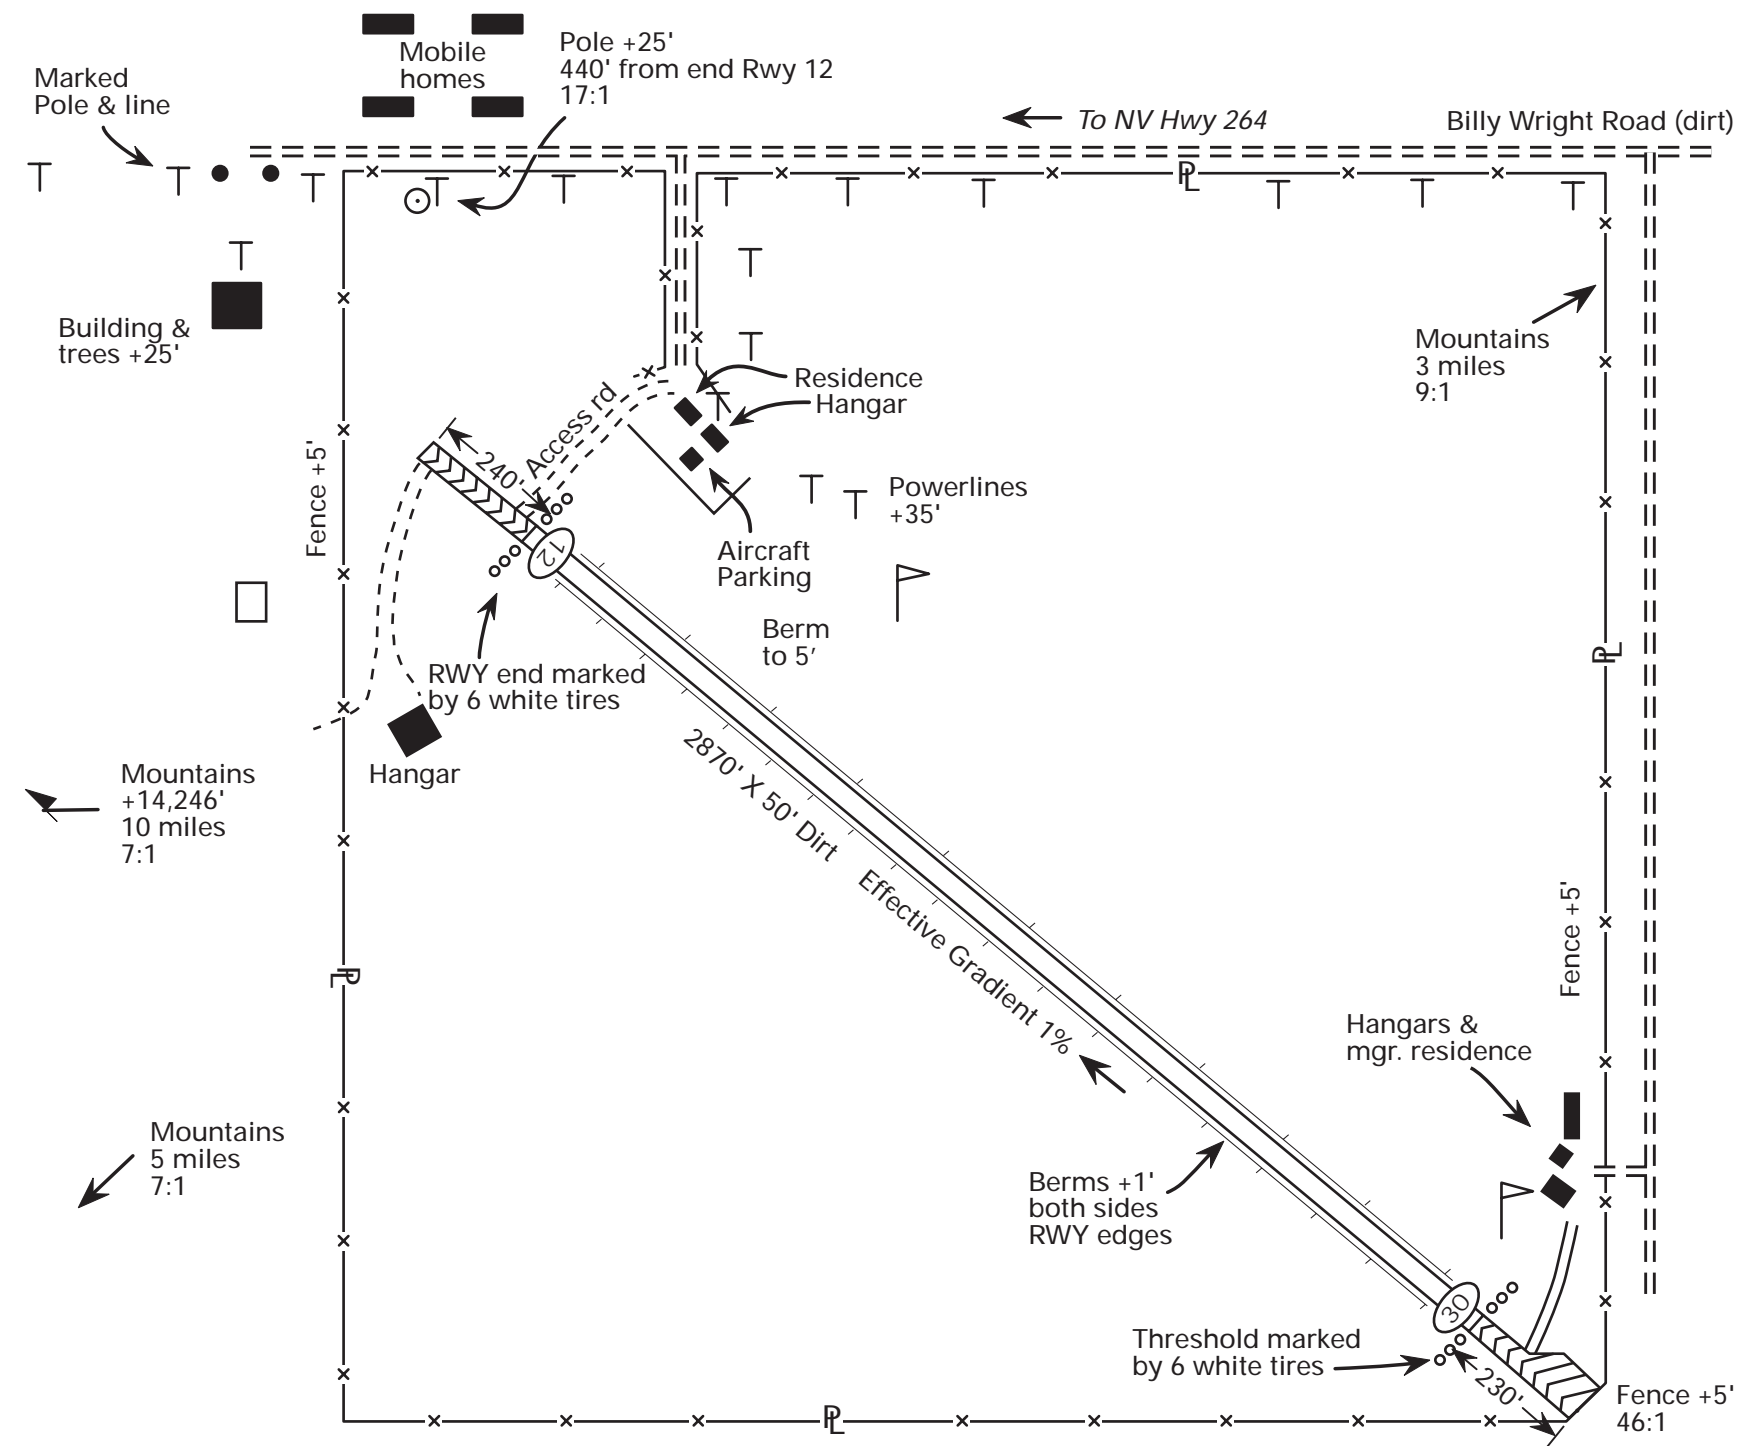 Mobile
homes
Pole +25'
440' from end Rwy 12
17:1
Marked
Pole & line
To NV Hwy 264
Billy Wright Road (dirt)
PL
Building &
trees +25'
Mountains
3 miles
9:1
Residence
Hangar
Access rd
240'
Fence +5'
Powerlines
+35'
12
Aircraft
Parking
Berm
to 5'
PL
RWY end marked
by 6 white tires
Hangar
Mountains
+14,246'
10 miles
7:1
2870' X 50' Dirt
Effective Gradient 1%
Fence +5'
PL
Hangars &
mgr. residence
Mountains
5 miles
7:1
Berms +1'
both sides
RWY edges
30
Threshold marked
by 6 white tires
230'
Fence +5'
46:1
PL